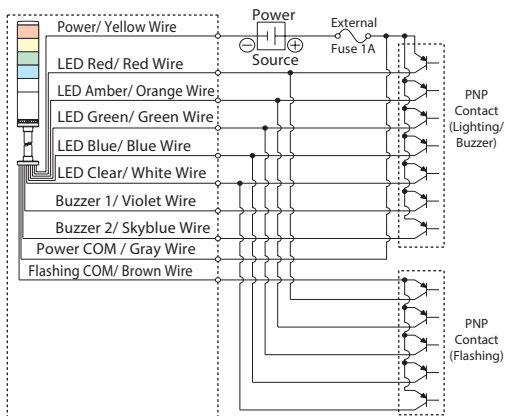 Power/ Yellow Wire
Power
Source
External
Fuse 1A
LED Red/ Red Wire
LED Amber/ Orange Wire
LED Green/ Green Wire
LED Blue/ Blue Wire
LED Clear/ White Wire
Buzzer 1/ Violet Wire
Buzzer 2/ Skyblue Wire
Power COM / Gray Wire
Flashing COM/ Brown Wire
PNP
Contact
(Lighting/
Buzzer)
PNP
Contact
(Flashing)